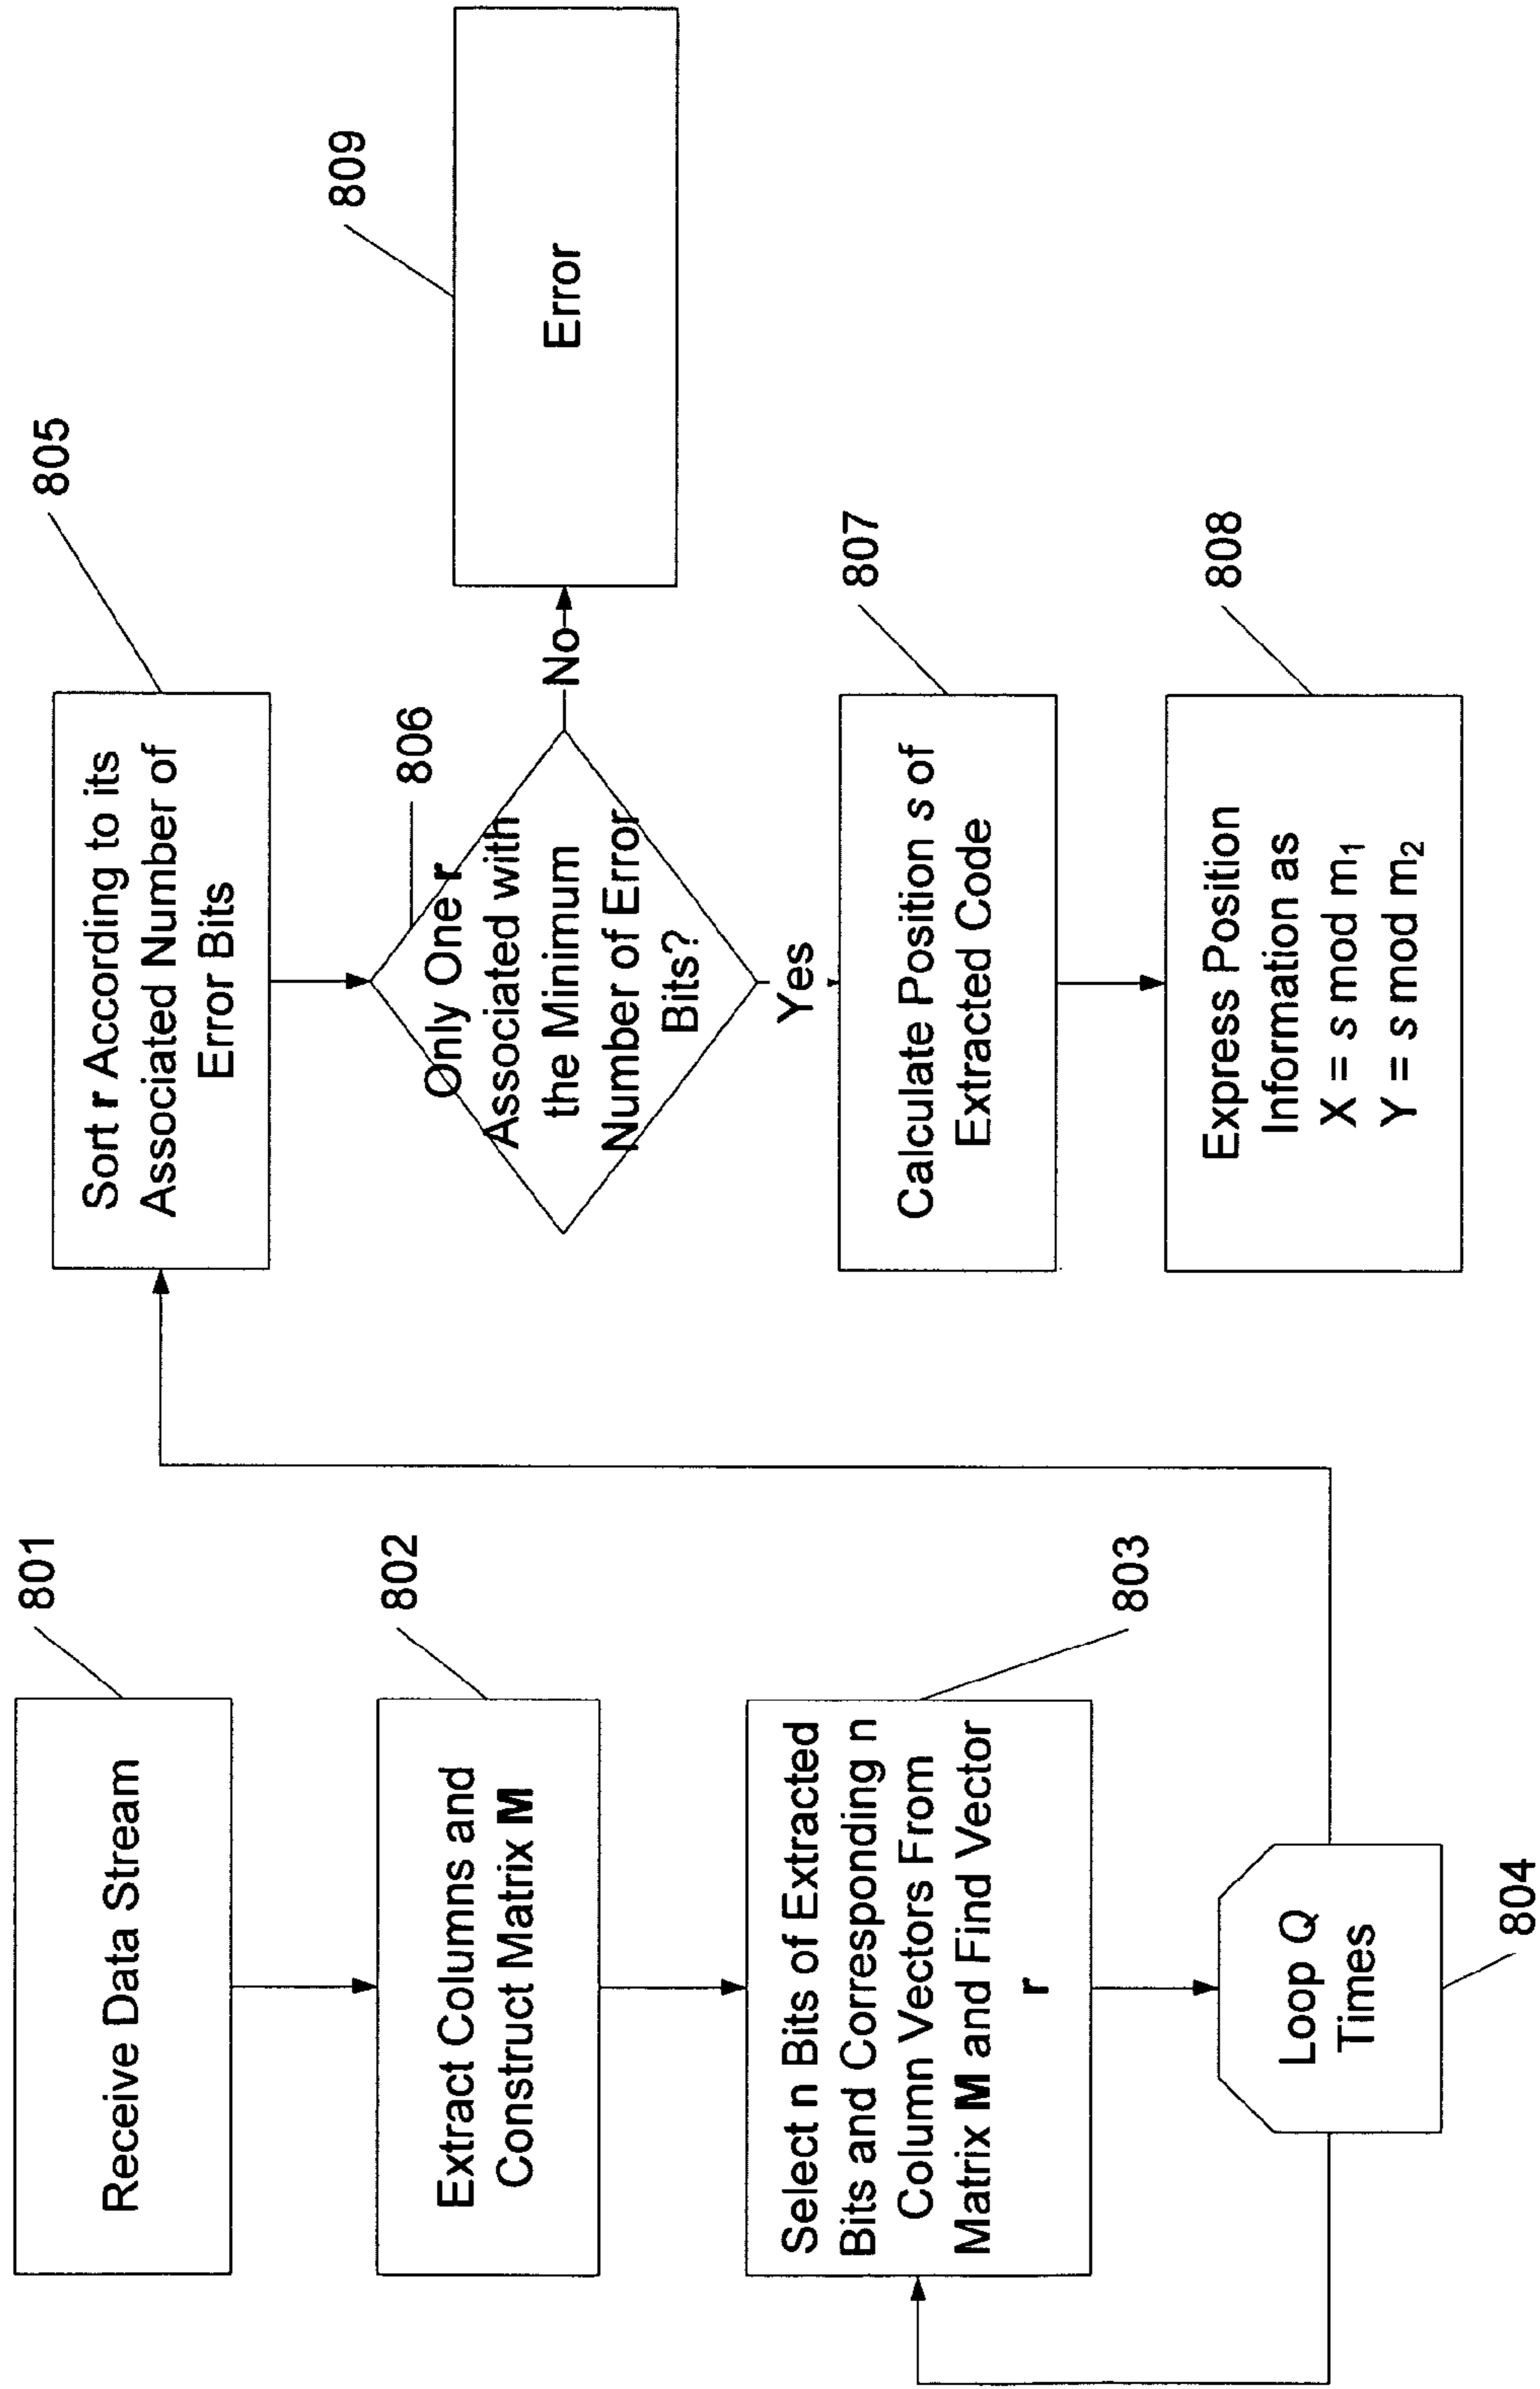 801
Receive Data Stream
802
Extract Columns and
Construct Matrix M
803
Select n Bits of Extracted
Bits and Corresponding n
Column Vectors From
Matrix M and Find Vector
r
Loop Q
Times
804
805
Sort r According to its
Associated Number of
Error Bits
806
Only One r
Associated with
the Minimum
Number of Error
Bits?
No
809
Error
Yes
807
Calculate Position s of
Extracted Code
808
Express Position
Information as
X = s mod m₁
Y = s mod m₂